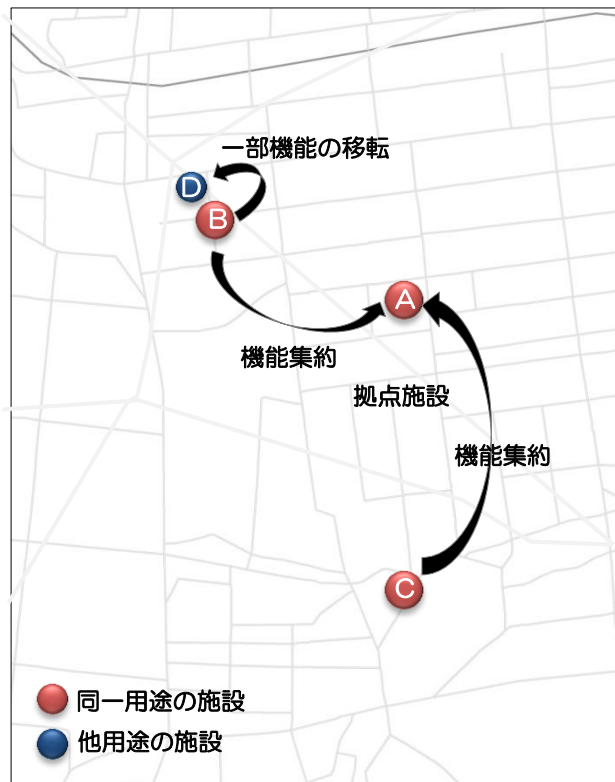 一部機能の移転
D
B
A
機能集約
拠点施設
機能集約
C
同一用途の施設
他用途の施設